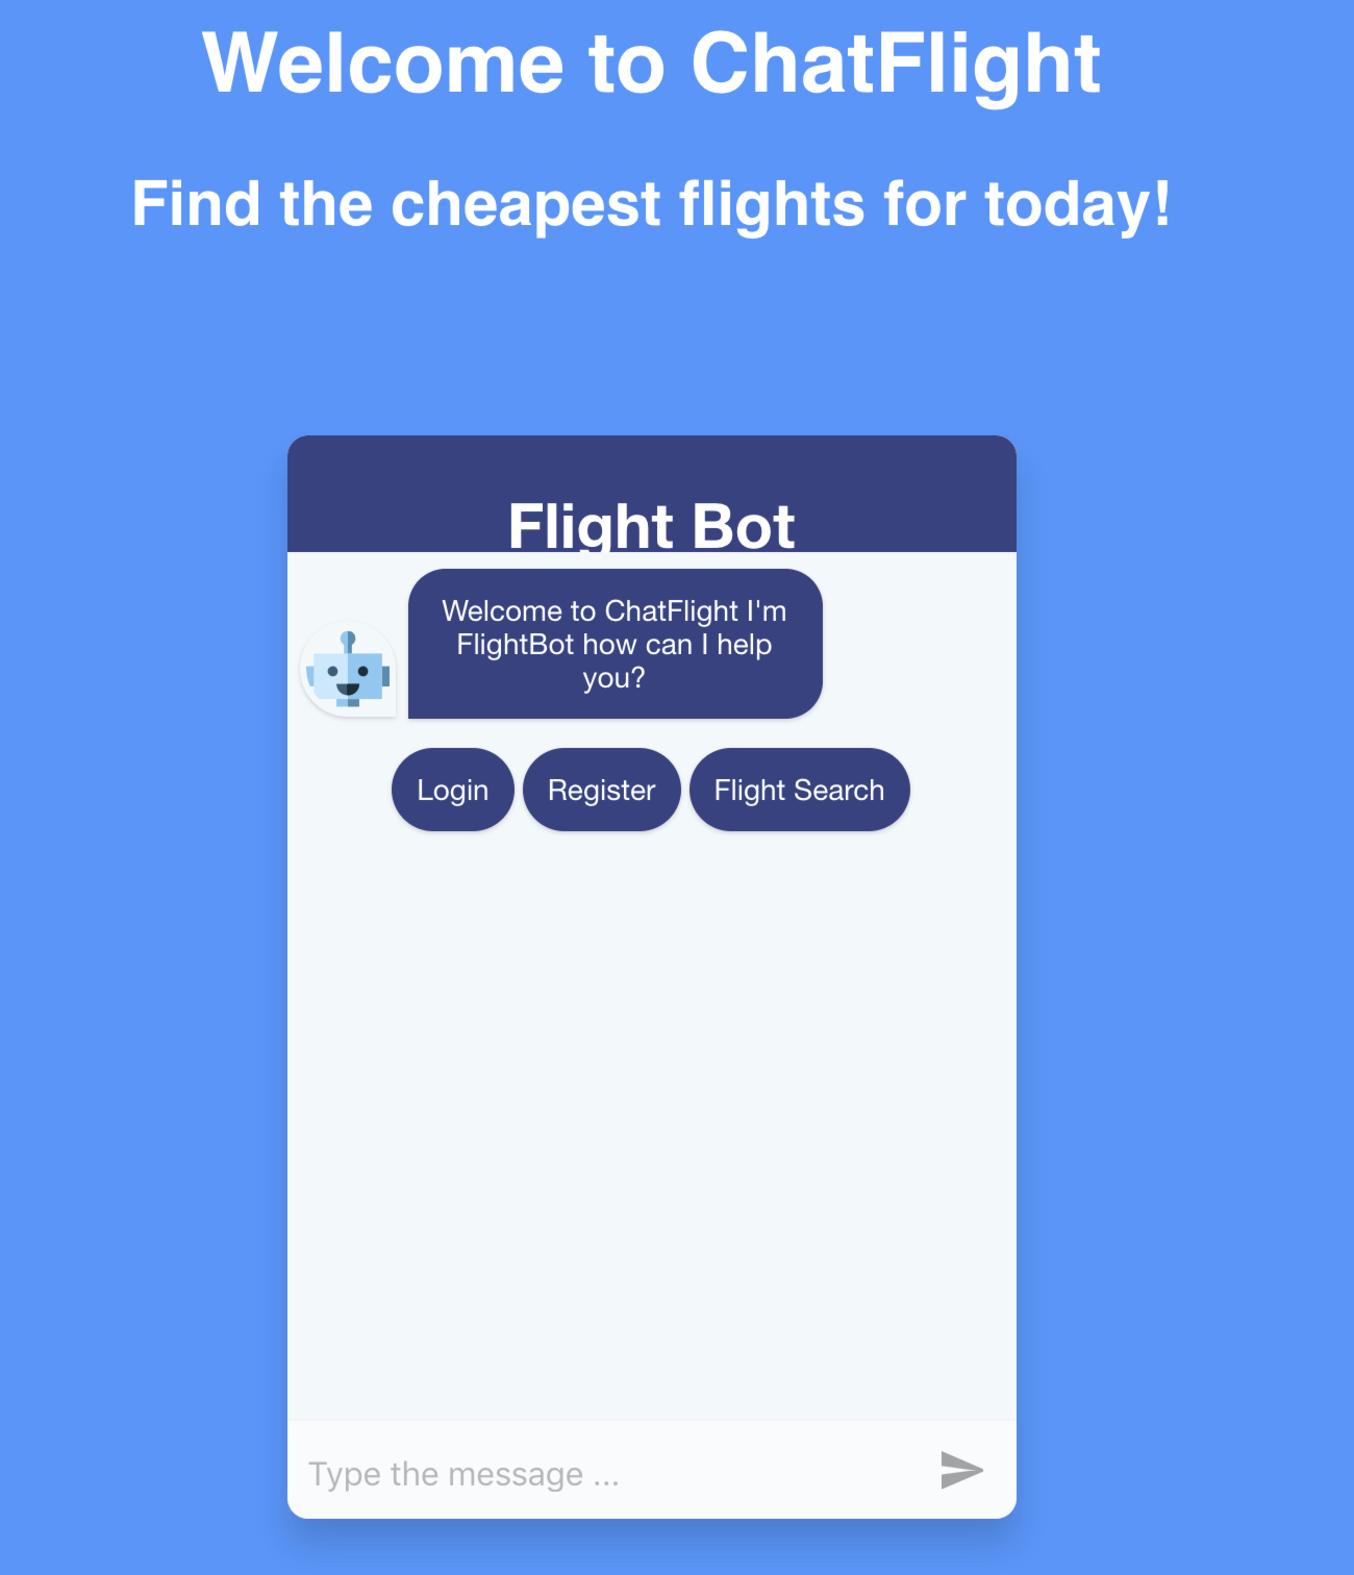 Welcome to ChatFlight
Find the cheapest flights for today!
Flight Bot
Welcome to ChatFlight I'm
FlightBot how can I help
you?
Login
Register
Flight Search
Type the message ...